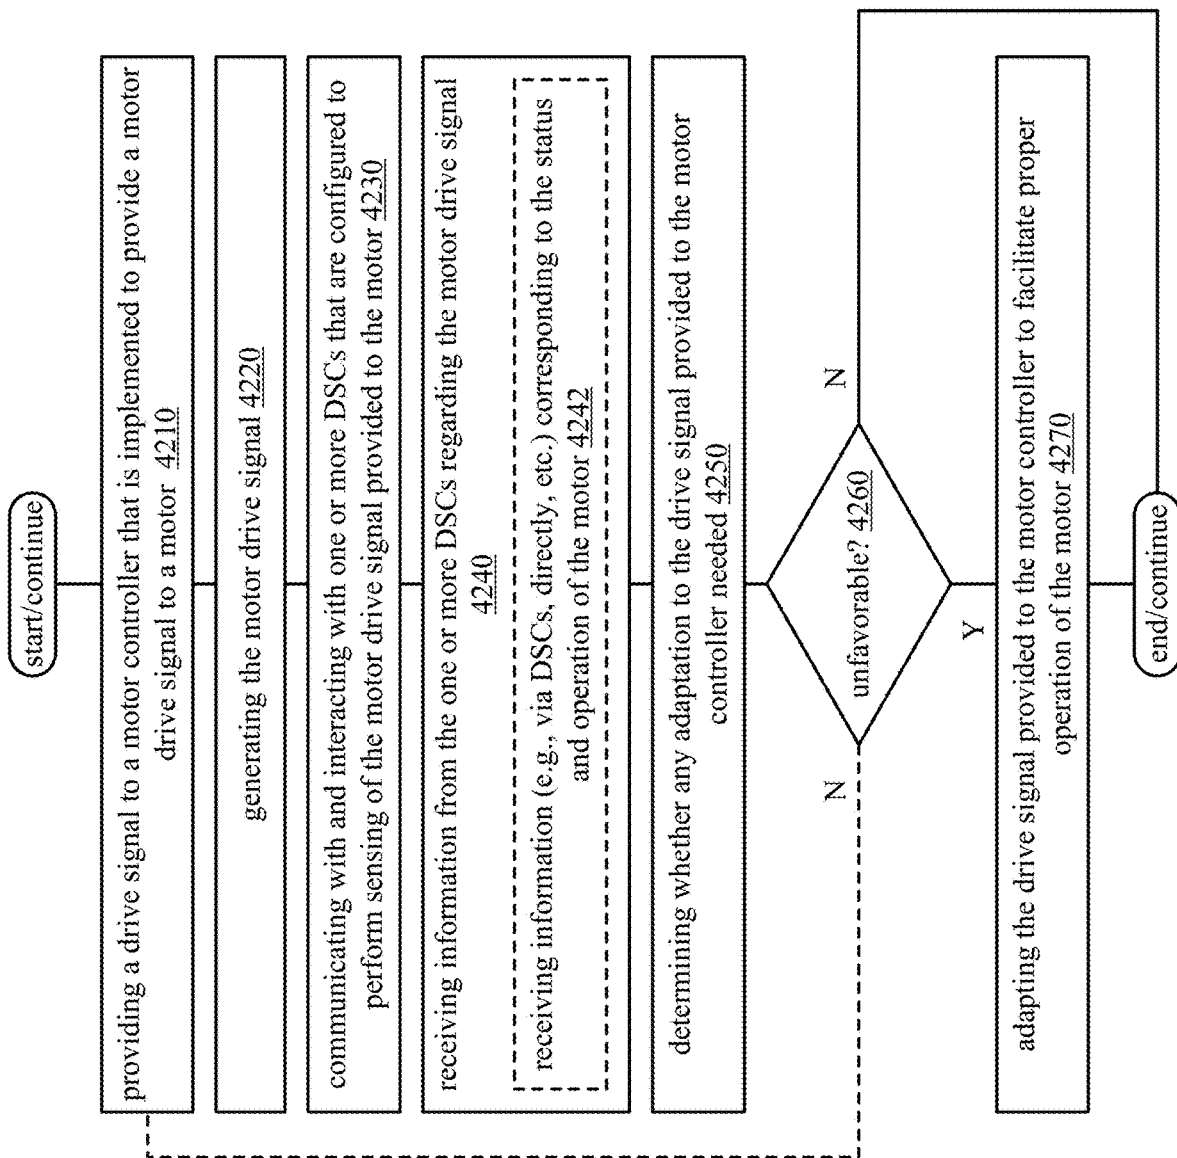 start/continue
providing a drive signal to a motor controller that is implemented to provide a motor
drive signal to a motor 4210
generating the motor drive signal 4220
communicating with and interacting with one or more DSCs that are configured to
perform sensing of the motor drive signal provided to the motor 4230
receiving information from the one or more DSCs regarding the motor drive signal
4240
receiving information (e.g., via DSCs, directly, etc.) corresponding to the status
and operation of the motor 4242
determining whether any adaptation to the drive signal provided to the motor
controller needed 4250
unfavorable? 4260
N
N
Y
adapting the drive signal provided to the motor controller to facilitate proper
operation of the motor 4270
end/continue